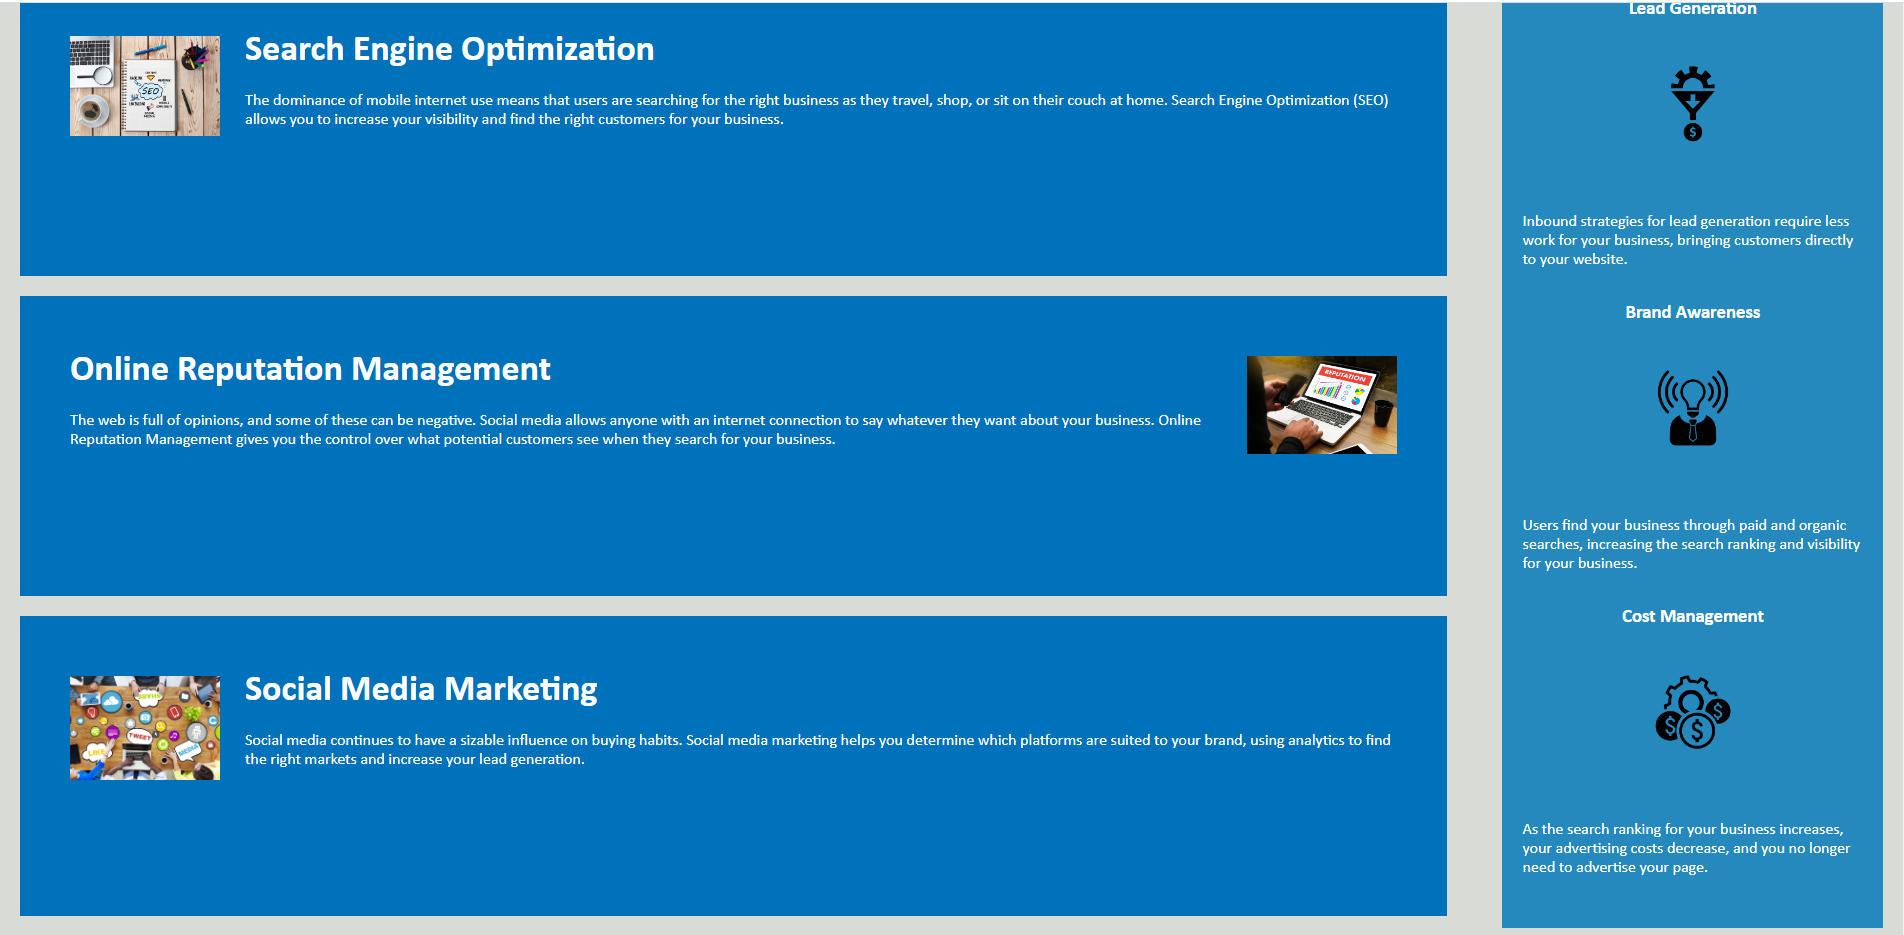 Search Engine Optimization
The dominance of mobile internet use means that users are searching for the right business as they travel, shop, or sit on their couch at home. Search Engine Optimization (SEO)
allows you to increase your visibility and find the right customers for your business.
SEO
Online Reputation Management
The web is full of opinions, and some of these can be negative. Social media allows anyone with an internet connection to say whatever they want about your business. Online
Reputation Management gives you the control over what potential customers see when they search for your business.
REPUTATION
Social Media Marketing
Social media continues to have a sizable influence on buying habits. Social media marketing helps you determine which platforms are suited to your brand, using analytics to find
the right markets and increase your lead generation.
SHARE
TWEET
LIKE
MEDIA
Lead Generation
$
Inbound strategies for lead generation require less
work for your business, bringing customers directly
to your website.
Brand Awareness
Users find your business through paid and organic
searches, increasing the search ranking and visibility
for your business.
Cost Management
$ $ $
As the search ranking for your business increases,
your advertising costs decrease, and you no longer
need to advertise your page.